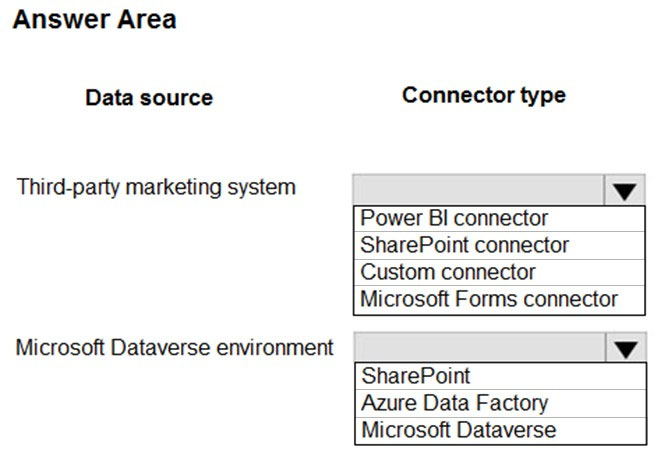 Answer Area
Data source Connector type
Third-party marketing system
Power BI connector
SharePoint connector
Custom connector
Microsoft Forms connector
Microsoft Dataverse environment
SharePoint
Azure Data Factory
Microsoft Dataverse